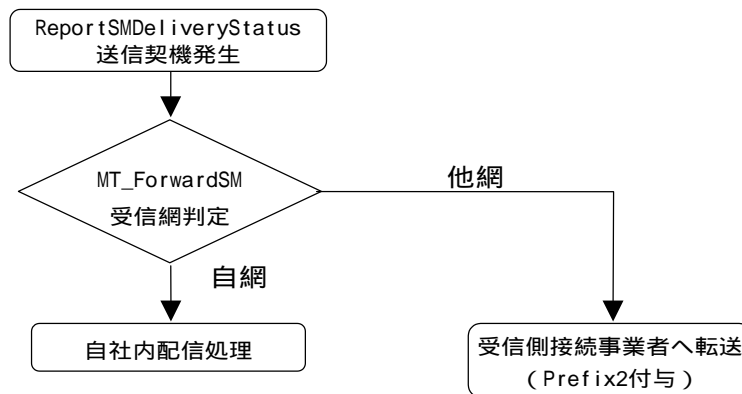 ReportSMDeliveryStatus
送信契機発生
MT_ForwardSM
受信網判定
他網
自網
自社内配信処理
受信側接続事業者へ転送
（Prefix2付与）